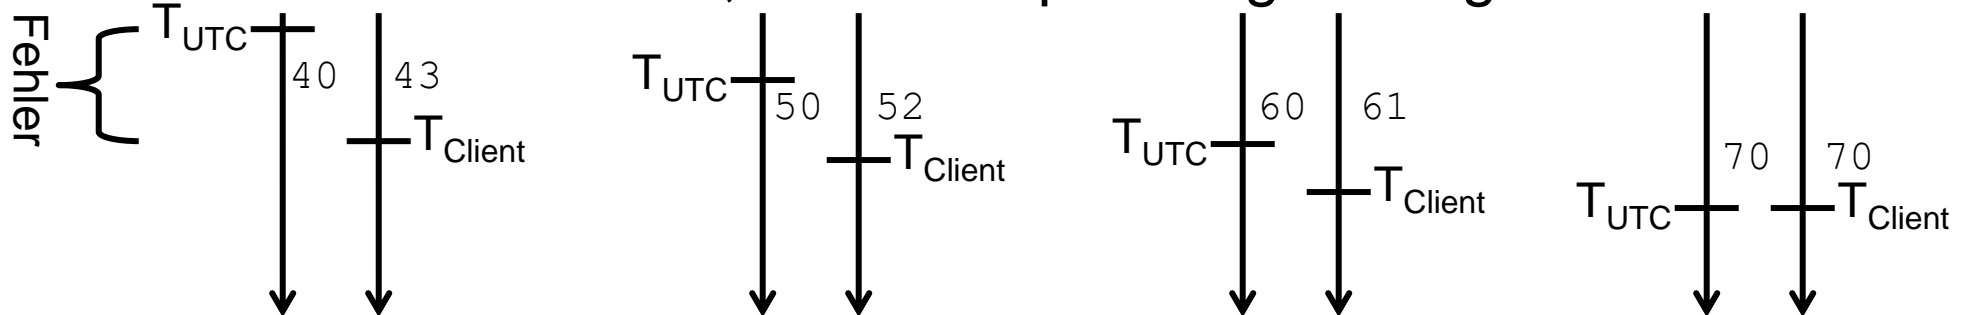 Fehler
T_UTC 40 43 T_Client
T_UTC 50 52 T_Client
T_UTC 60 61 T_Client
T_UTC 70 70 T_Client